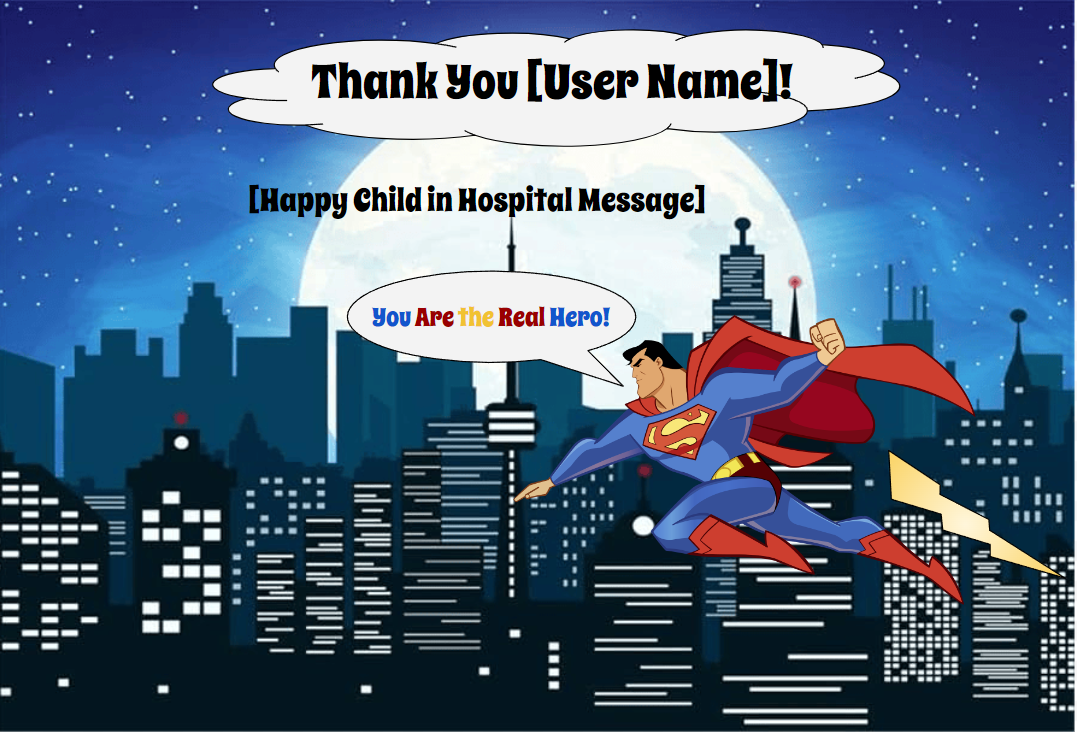 Thank You [User Name]!
[Happy Child in Hospital Message]
You Are the Real Hero!
S